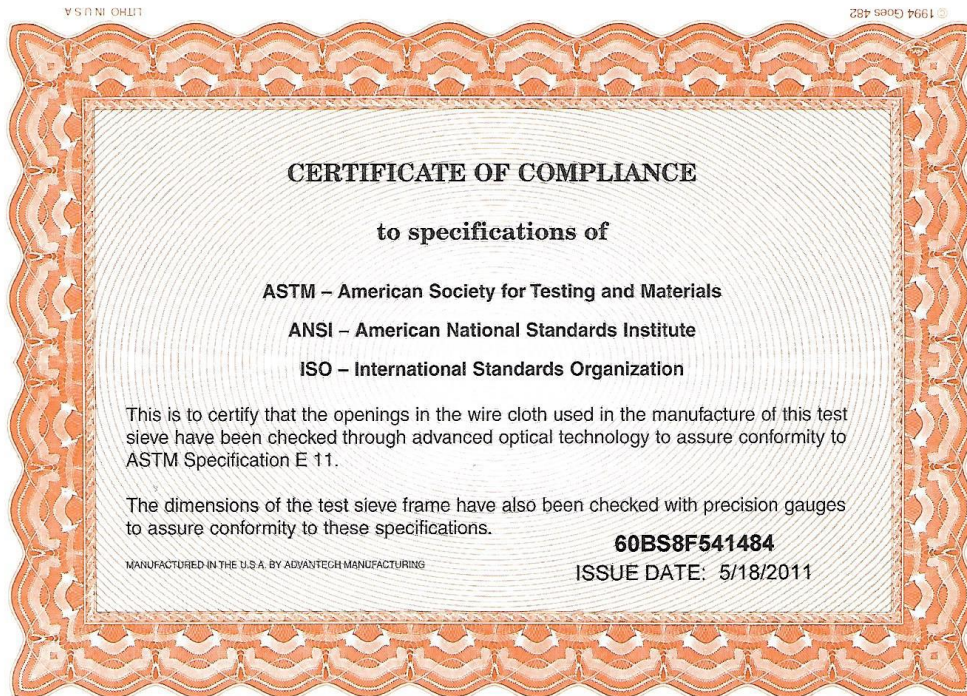 LITHO IN U S A
© 1994 Goes 482
CERTIFICATE OF COMPLIANCE
to specifications of
ASTM – American Society for Testing and Materials
ANSI – American National Standards Institute
ISO – International Standards Organization
This is to certify that the openings in the wire cloth used in the manufacture of this test
sieve have been checked through advanced optical technology to assure conformity to
ASTM Specification E 11.
The dimensions of the test sieve frame have also been checked with precision gauges
to assure conformity to these specifications.
60BS8F541484
MANUFACTURED IN THE U.S.A. BY ADVANTECH MANUFACTURING
ISSUE DATE: 5/18/2011